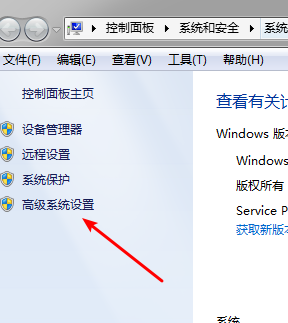 控制面板 系统和安全 系统
文件(F) 编辑(E) 查看(V) 工具(T) 帮助(H)
控制面板主页
设备管理器
远程设置
系统保护
高级系统设置
查看有关
Windows 版
Windows
版权所有
Service P
获取新版
系统